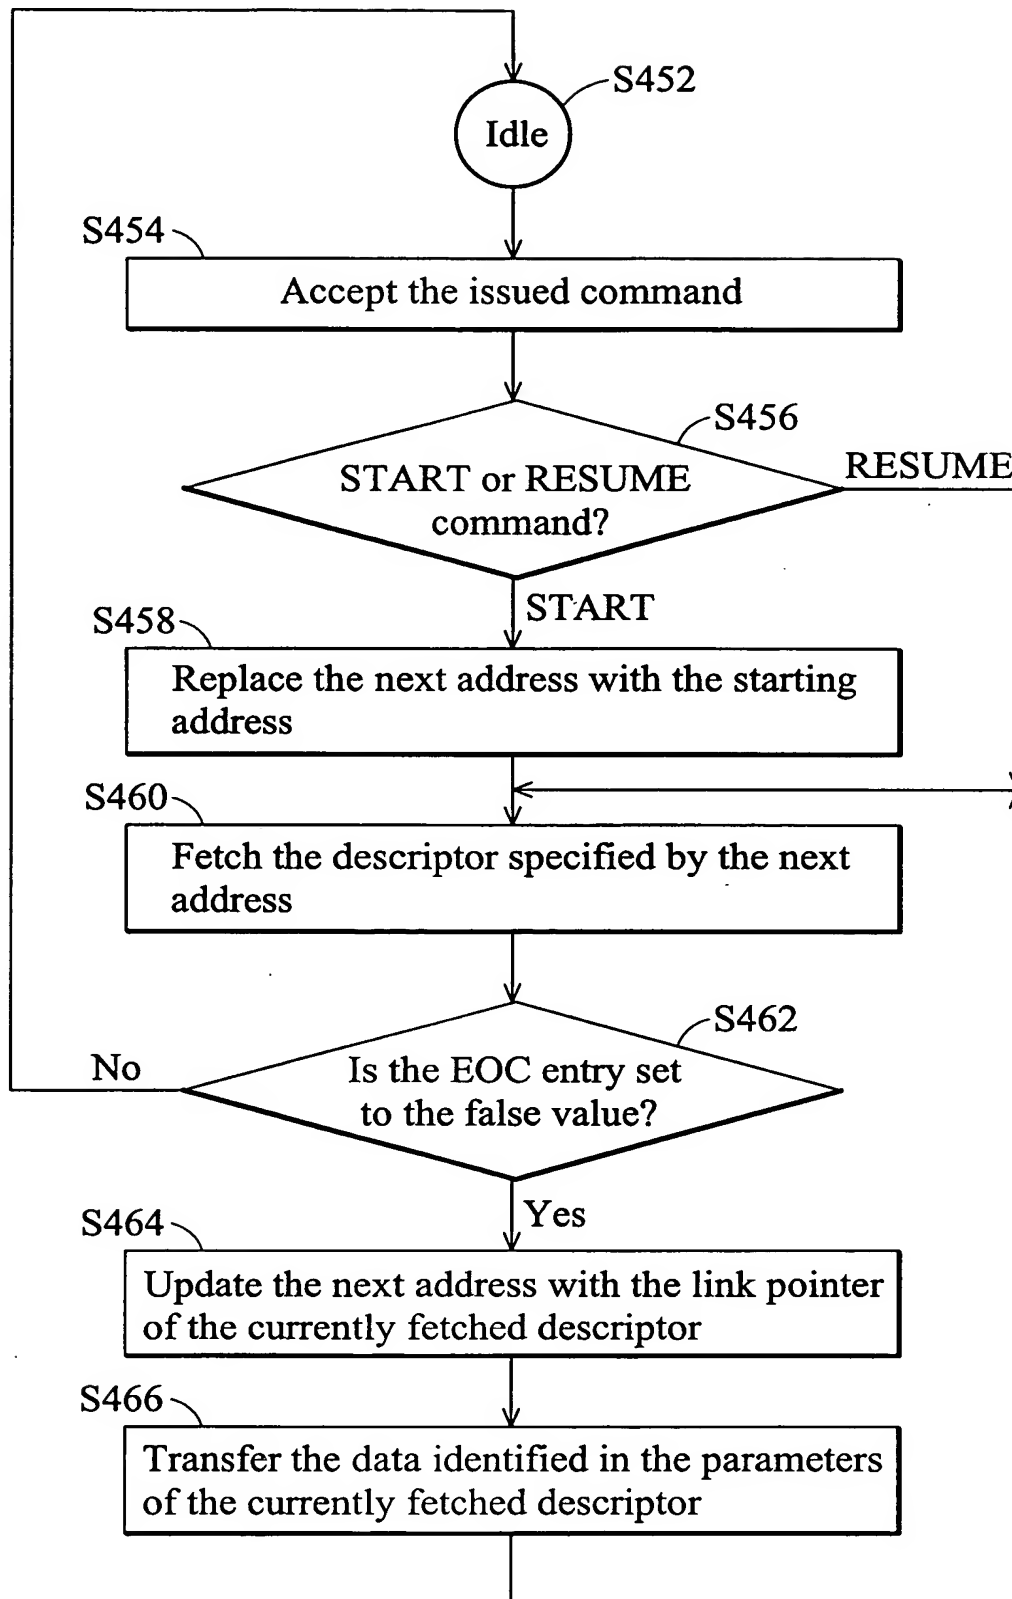 S452
Idle
S454
Accept the issued command
S456
START or RESUME
command?
RESUME
START
S458
Replace the next address with the starting
address
S460
Fetch the descriptor specified by the next
address
S462
Is the EOC entry set
to the false value?
No
Yes
S464
Update the next address with the link pointer
of the currently fetched descriptor
S466
Transfer the data identified in the parameters
of the currently fetched descriptor